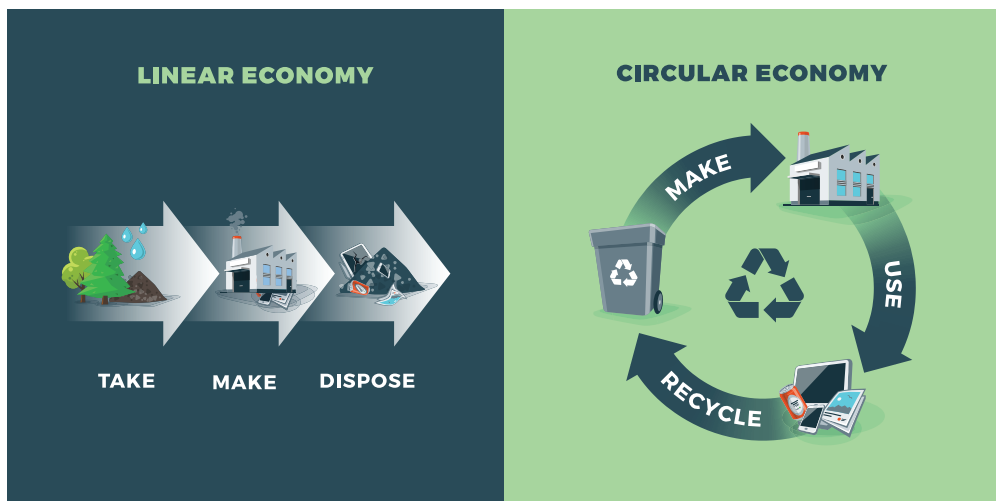 LINEAR ECONOMY
TAKE
MAKE
DISPOSE
CIRCULAR ECONOMY
MAKE
USE
RECYCLE